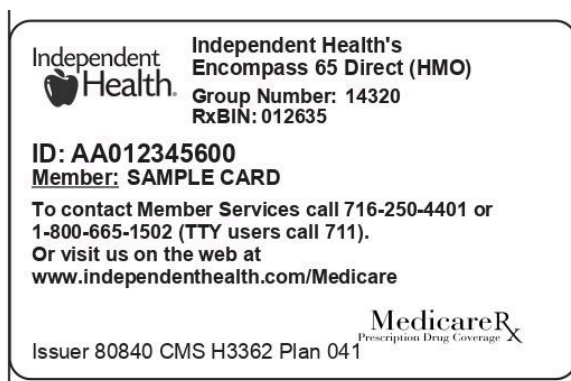 Independent
Health®
Independent Health's
Encompass 65 Direct (HMO)
Group Number: 14320
RxBIN: 012635
ID: AA012345600
Member: SAMPLE CARD
To contact Member Services call 716-250-4401 or
1-800-665-1502 (TTY users call 711).
Or visit us on the web at
www.independenthealth.com/Medicare
MedicareRx
Prescription Drug Coverage
Issuer 80840 CMS H3362 Plan 041